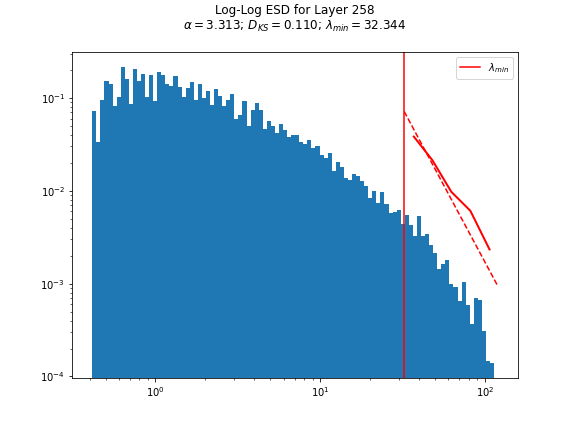 Log-Log ESD for Layer 258
α = 3.313; D_KS = 0.110; λ_min = 32.344
λ_min
10⁻¹
10⁻²
10⁻³
10⁻⁴
10⁰
10¹
10²